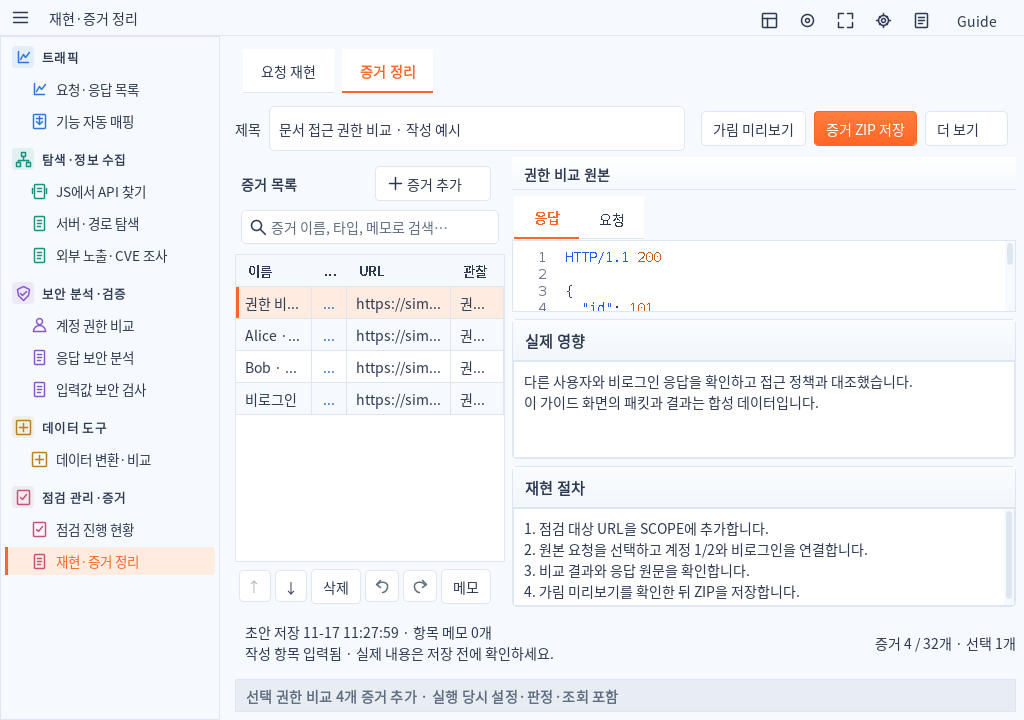 재현·증거 정리
Guide
트래픽
요청·응답 목록
기능 자동 매핑
탐색·정보 수집
JS에서 API 찾기
서버·경로 탐색
외부 노출·CVE 조사
보안 분석·검증
계정 권한 비교
응답 보안 분석
입력값 보안 검사
데이터 도구
데이터 변환·비교
점검 관리·증거
점검 진행 현황
재현·증거 정리
요청 재현
증거 정리
제목
문서 접근 권한 비교 · 작성 예시
가림 미리보기
증거 ZIP 저장
더 보기
증거 목록
증거 추가
증거 이름, 타입, 메모로 검색…
이름 ... URL 관찰
권한 비... ... https://sim... 권...
Alice ·... ... https://sim... 권...
Bob · ... ... https://sim... 권...
비로그인 ... https://sim... 권...
↑ ↓ 삭제 메모
권한 비교 원본
응답 요청
1 HTTP/1.1 200
2
3 {
4 "id": 101
실제 영향
다른 사용자와 비로그인 응답을 확인하고 접근 정책과 대조했습니다.
이 가이드 화면의 패킷과 결과는 합성 데이터입니다.
재현 절차
1. 점검 대상 URL을 SCOPE에 추가합니다.
2. 원본 요청을 선택하고 계정 1/2와 비로그인을 연결합니다.
3. 비교 결과와 응답 원문을 확인합니다.
4. 가림 미리보기를 확인한 뒤 ZIP을 저장합니다.
초안 저장 11-17 11:27:59 · 항목 메모 0개
작성 항목 입력됨 · 실제 내용은 저장 전에 확인하세요.
증거 4 / 32개 · 선택 1개
선택 권한 비교 4개 증거 추가 · 실행 당시 설정·판정·조회 포함